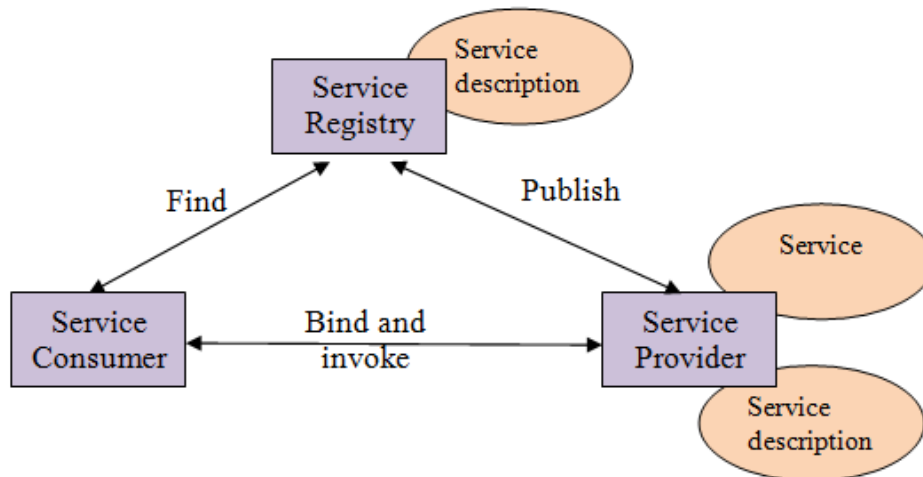 Service
description
Service
Registry
Find
Publish
Service
Service
Consumer
Bind and
invoke
Service
Provider
Service
description